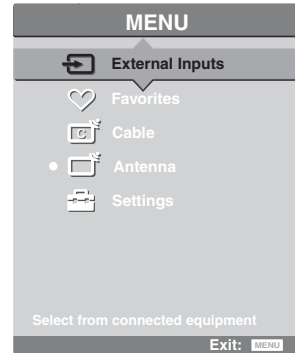 MENU
External Inputs
Favorites
C Cable
Antenna
Settings
Select from connected equipment
Exit: MENU